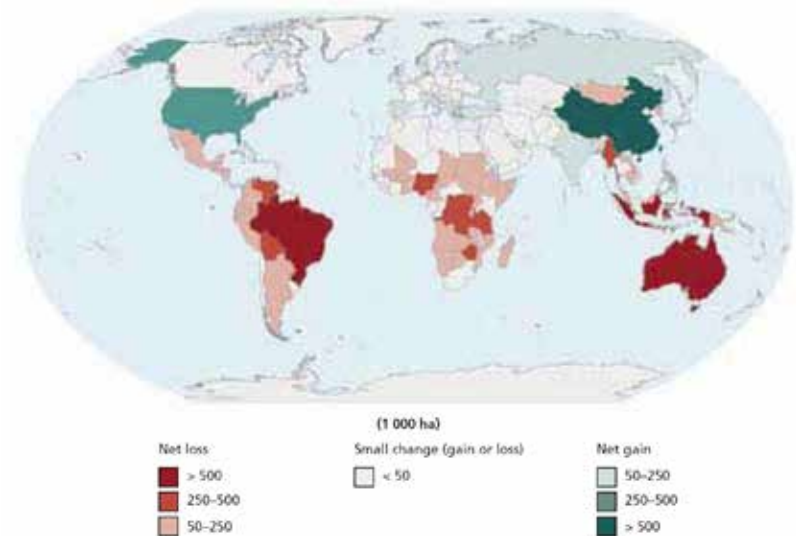 (1 000 ha)
Net loss
> 500
250–500
50–250
Small change (gain or loss)
< 50
Net gain
50–250
250–500
> 500